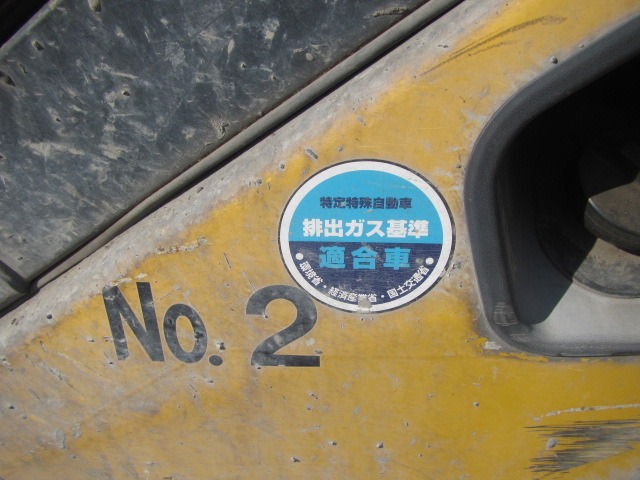 特定特殊自動車
排出ガス基準
適合車
環境省・経済産業省・国土交通省
No. 2